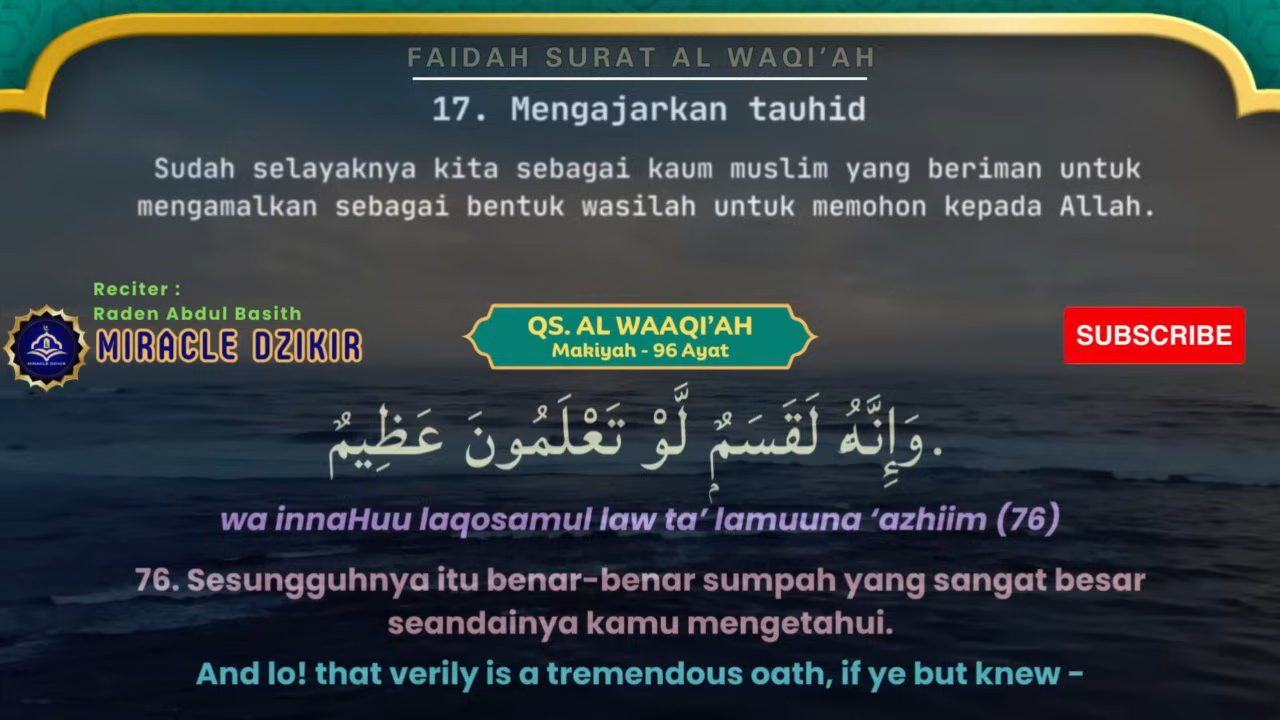 FAIDAH SURAT AL WAQI’AH
17. Mengajarkan tauhid
Sudah selayaknya kita sebagai kaum muslim yang beriman untuk
mengamalkan sebagai bentuk wasilah untuk memohon kepada Allah.
Reciter :
Raden Abdul Basith
MIRACLE DZIKIR
MIRACLE DZIKIR
QS. AL WAAQI’AH
Makiyah - 96 Ayat
SUBSCRIBE
.وَإِنَّهُۥ لَقَسَمٌۭ لَّوْ تَعْلَمُونَ عَظِيمٌ
wa innaHuu laqosamul law ta’ lamuuna ‘azhiim (76)
76. Sesungguhnya itu benar-benar sumpah yang sangat besar
seandainya kamu mengetahui.
And lo! that verily is a tremendous oath, if ye but knew -